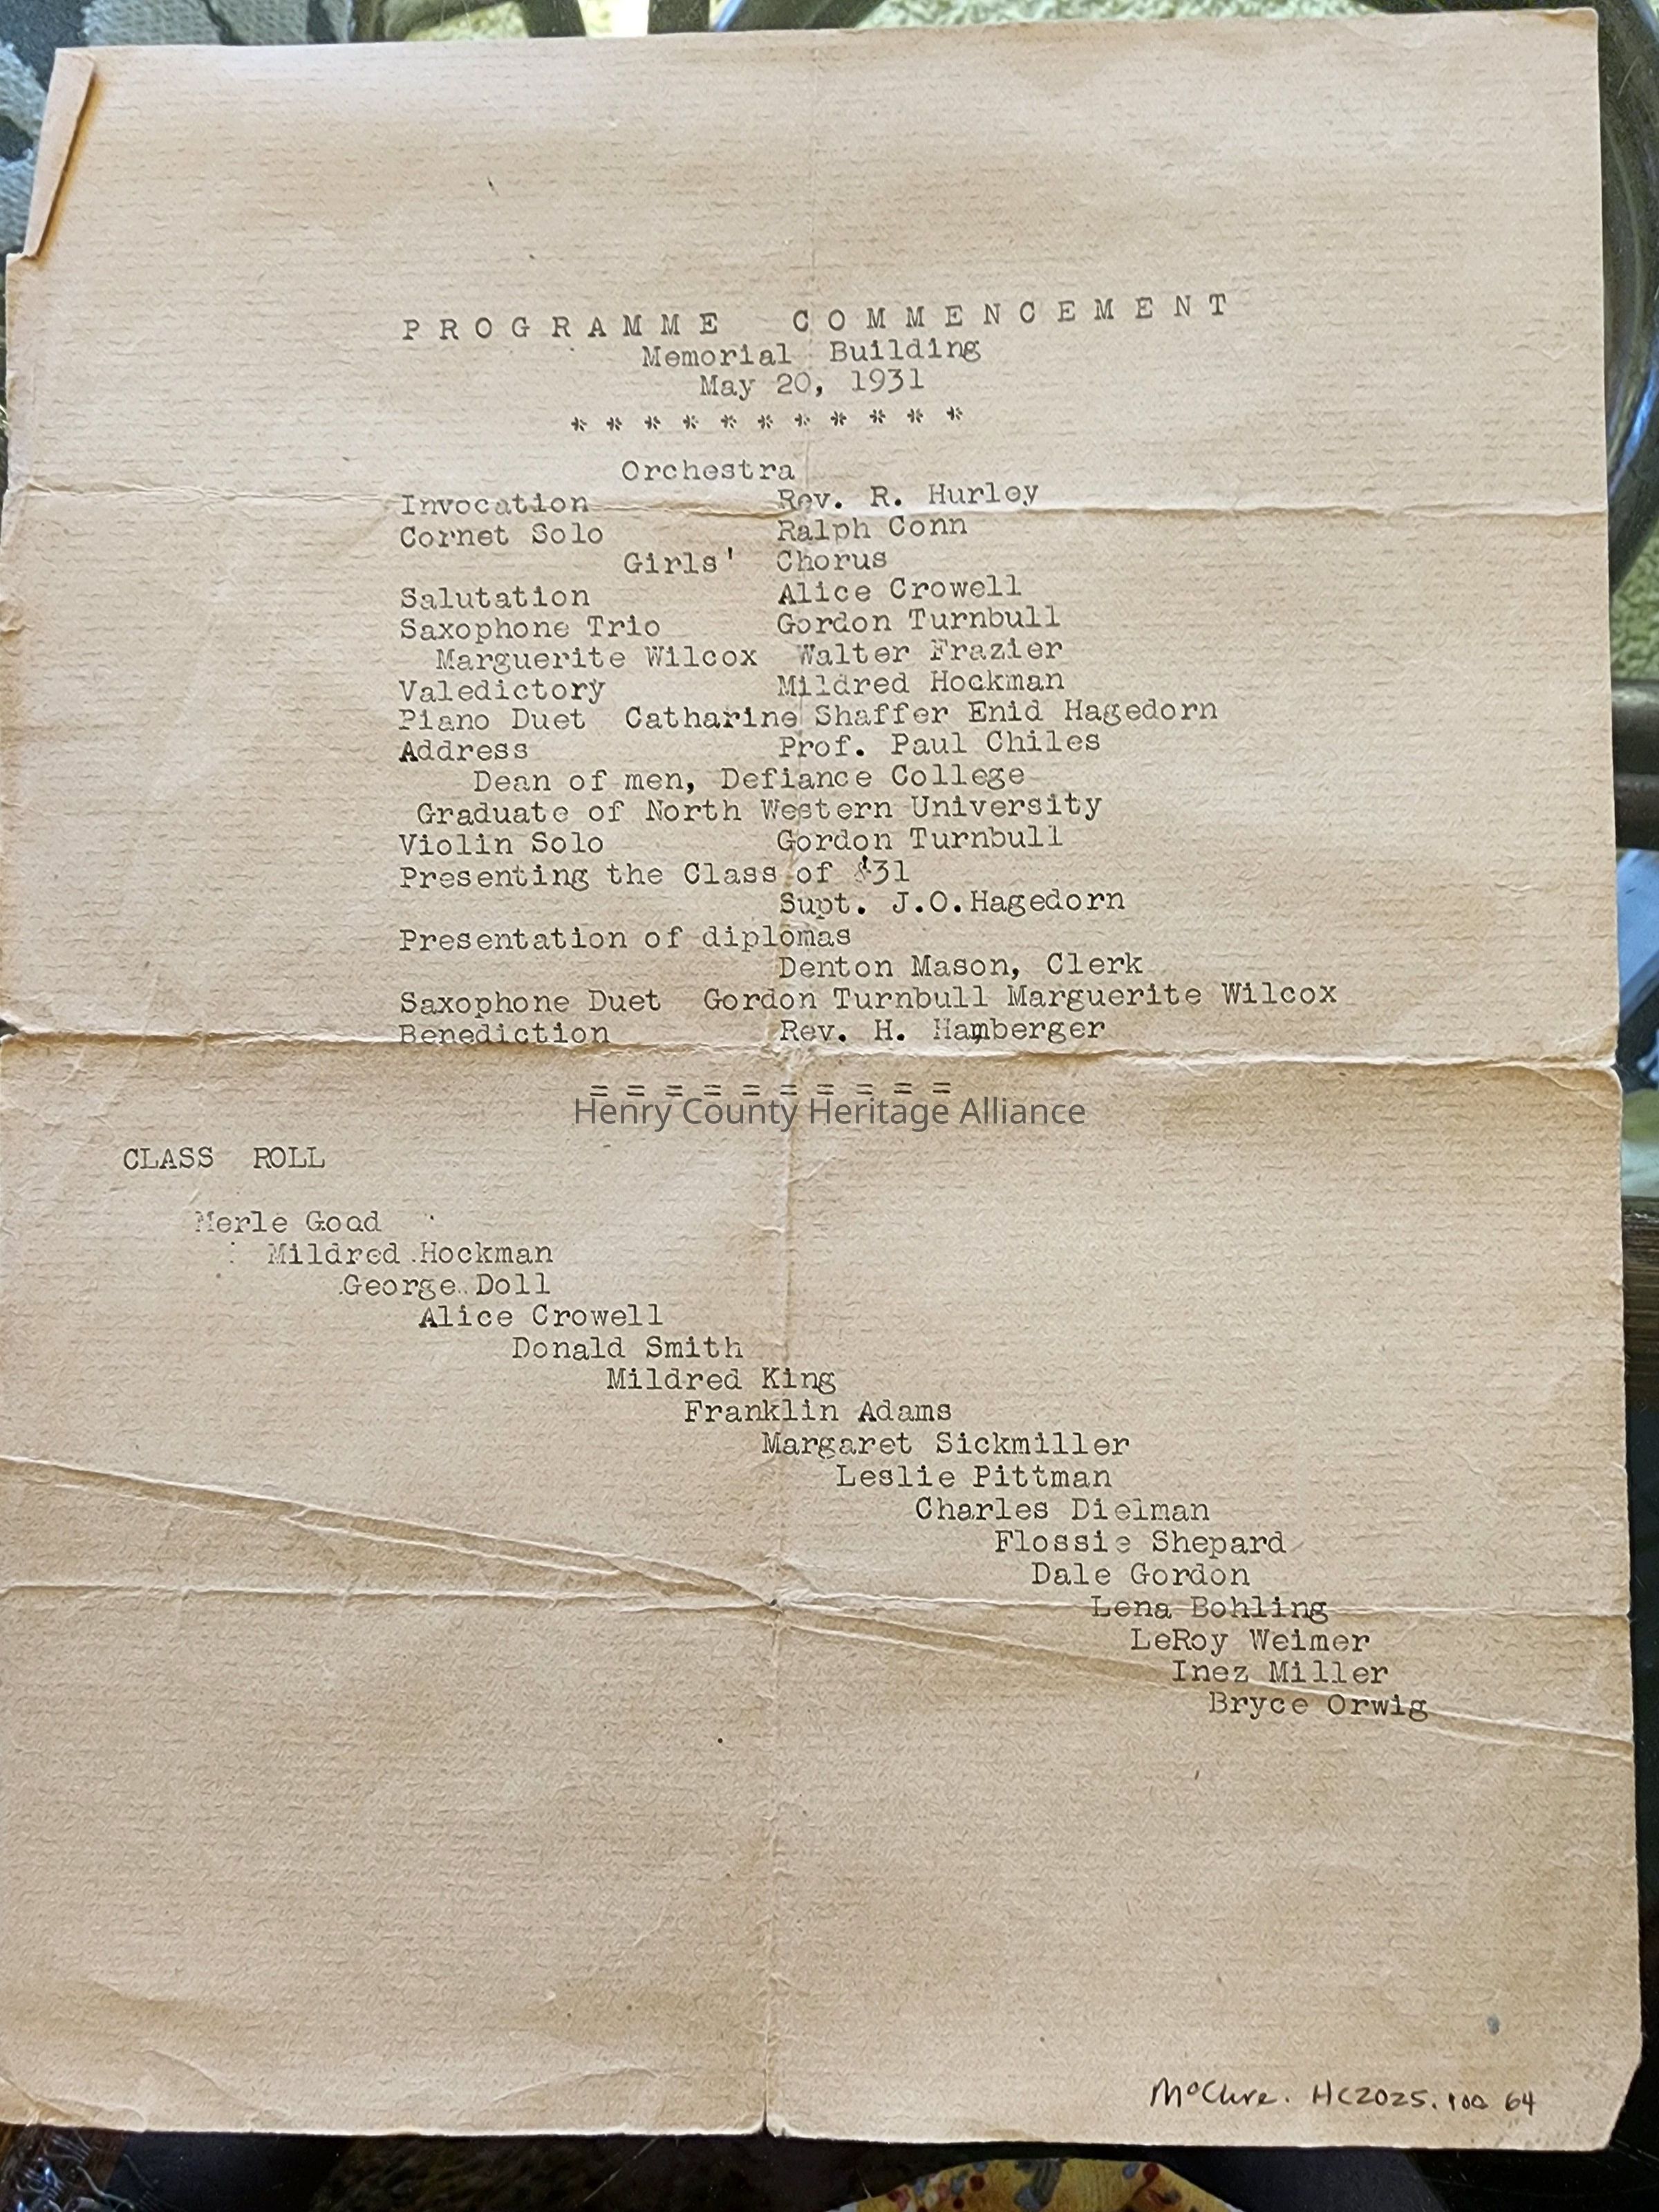 PROGRAMME COMMENCEMENT
Memorial Building
May 20, 1931
* * * * * * * * * * *
Orchestra
Invocation Rev. R. Hurley
Cornet Solo Ralph Conn
Girls' Chorus
Salutation Alice Crowell
Saxophone Trio Gordon Turnbull
Marguerite Wilcox Walter Frazier
Valedictory Mildred Hockman
Piano Duet Catharine Shaffer Enid Hagedorn
Address Prof. Paul Chiles
Dean of men, Defiance College
Graduate of North Western University
Violin Solo Gordon Turnbull
Presenting the Class of '31
Supt. J.O.Hagedorn
Presentation of diplomas
Denton Mason, Clerk
Saxophone Duet Gordon Turnbull Marguerite Wilcox
Benediction Rev. H. Hamberger
= = = = = = = = = =
Henry County Heritage Alliance
CLASS ROLL
Merle Good
Mildred Hockman
George Doll
Alice Crowell
Donald Smith
Mildred King
Franklin Adams
Margaret Sickmiller
Leslie Pittman
Charles Dielman
Flossie Shepard
Dale Gordon
Lena Bohling
LeRoy Weimer
Inez Miller
Bryce Orwig
McClure. HC2025.100 64